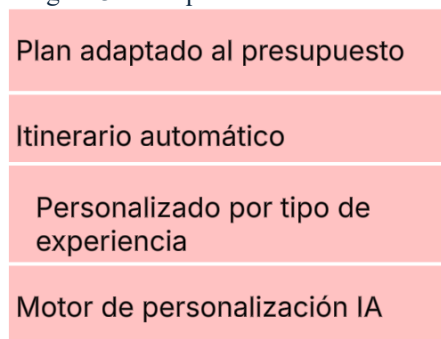 Plan adaptado al presupuesto
Itinerario automático
Personalizado por tipo de
experiencia
Motor de personalización IA